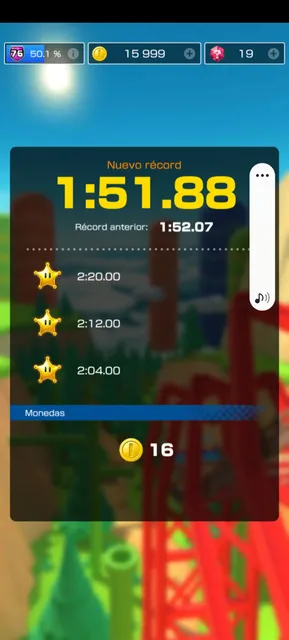 76 50.1 % i 15 999 + 19 +
Nuevo récord
1:51.88
Récord anterior: 1:52.07
2:20.00
2:12.00
2:04.00
Monedas
16